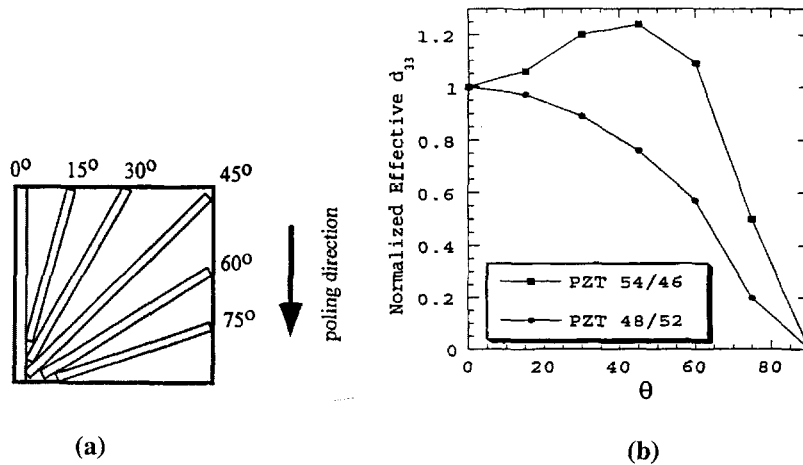 0° 15° 30° 45°
60°
75°
poling direction
(a)
Normalized Effective d33
1.2
1
0.8
0.6
0.4
0.2
0
PZT 54/46
PZT 48/52
0 20 40 60 80
θ
(b)